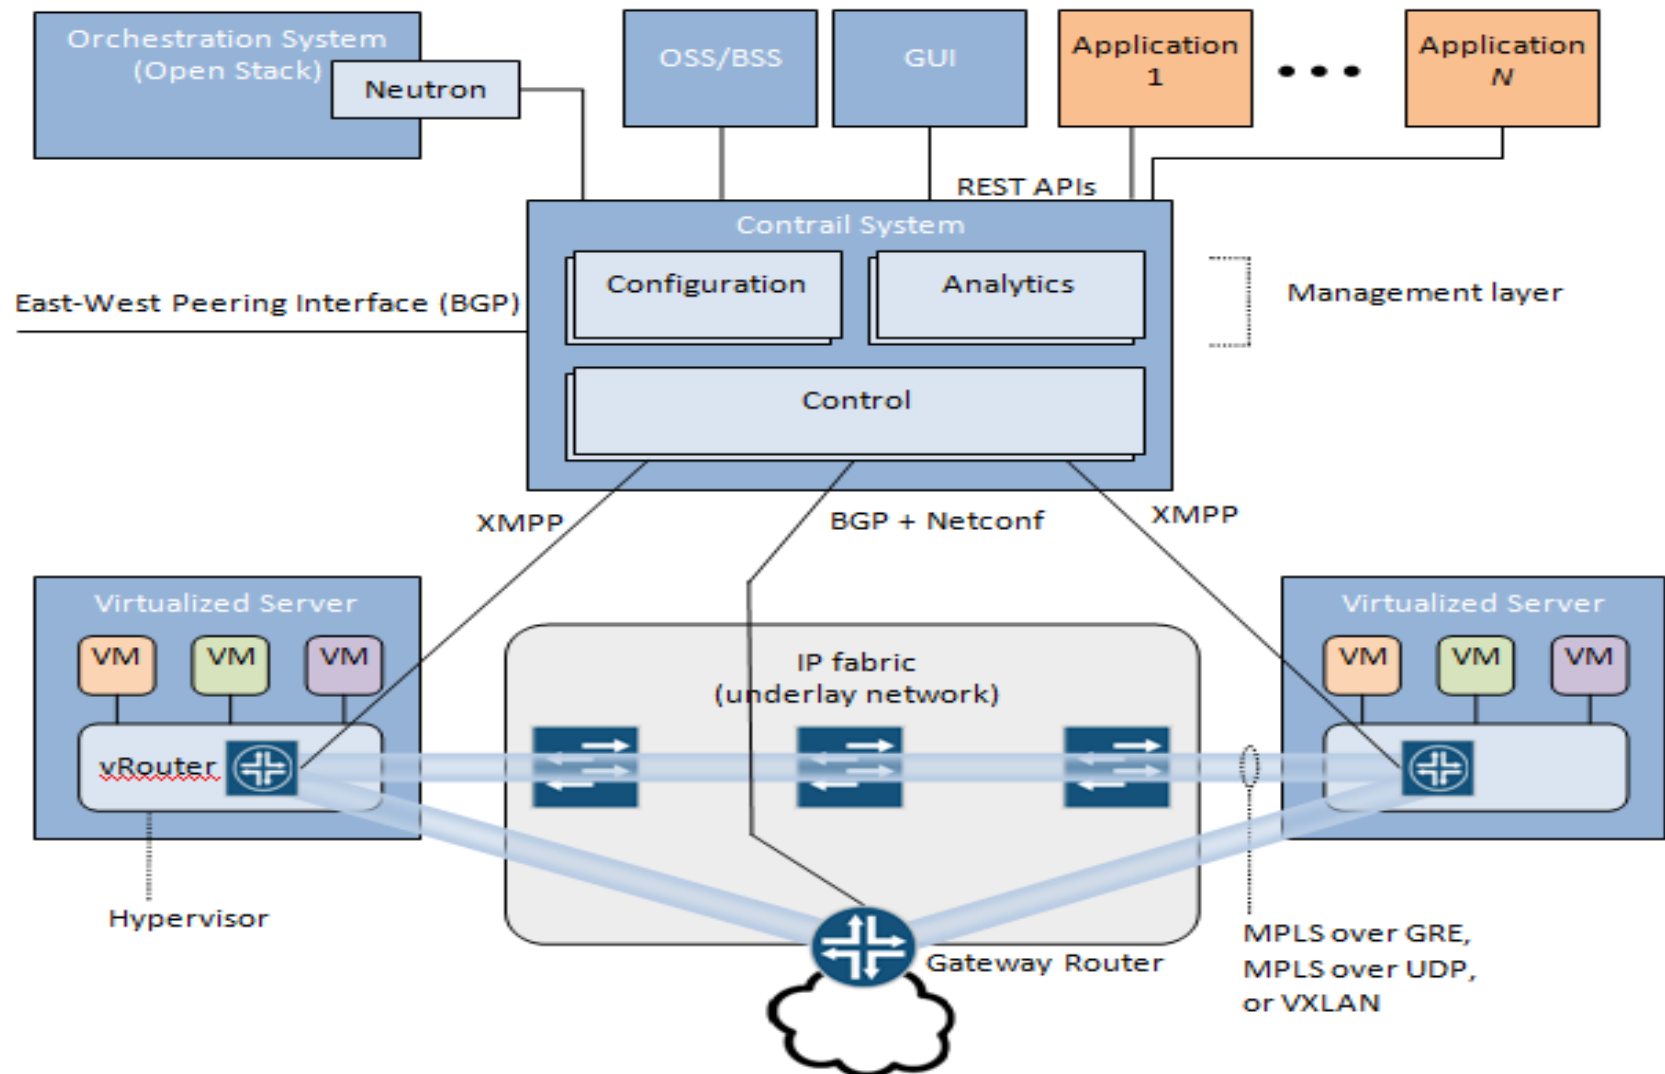 Orchestration System
(Open Stack)
Neutron
OSS/BSS
GUI
Application
1
Application
N
REST APIs
Contrail System
Configuration
Analytics
Management layer
East-West Peering Interface (BGP)
Control
XMPP
BGP + Netconf
XMPP
Virtualized Server
VM
VM
VM
vRouter
Hypervisor
IP fabric
(underlay network)
Virtualized Server
VM
VM
VM
Gateway Router
MPLS over GRE,
MPLS over UDP,
or VXLAN